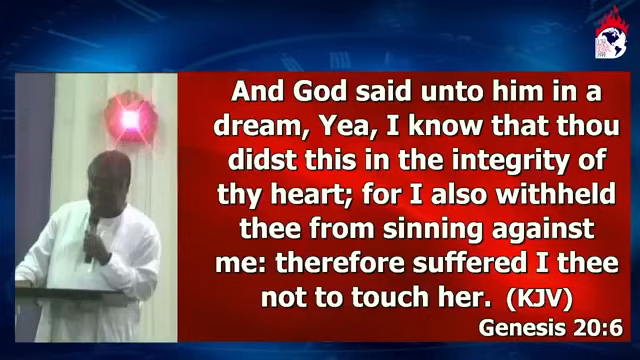 And God said unto him in a
dream, Yea, I know that thou
didst this in the integrity of
thy heart; for I also withheld
thee from sinning against
me: therefore suffered I thee
not to touch her. (KJV)
Genesis 20:6